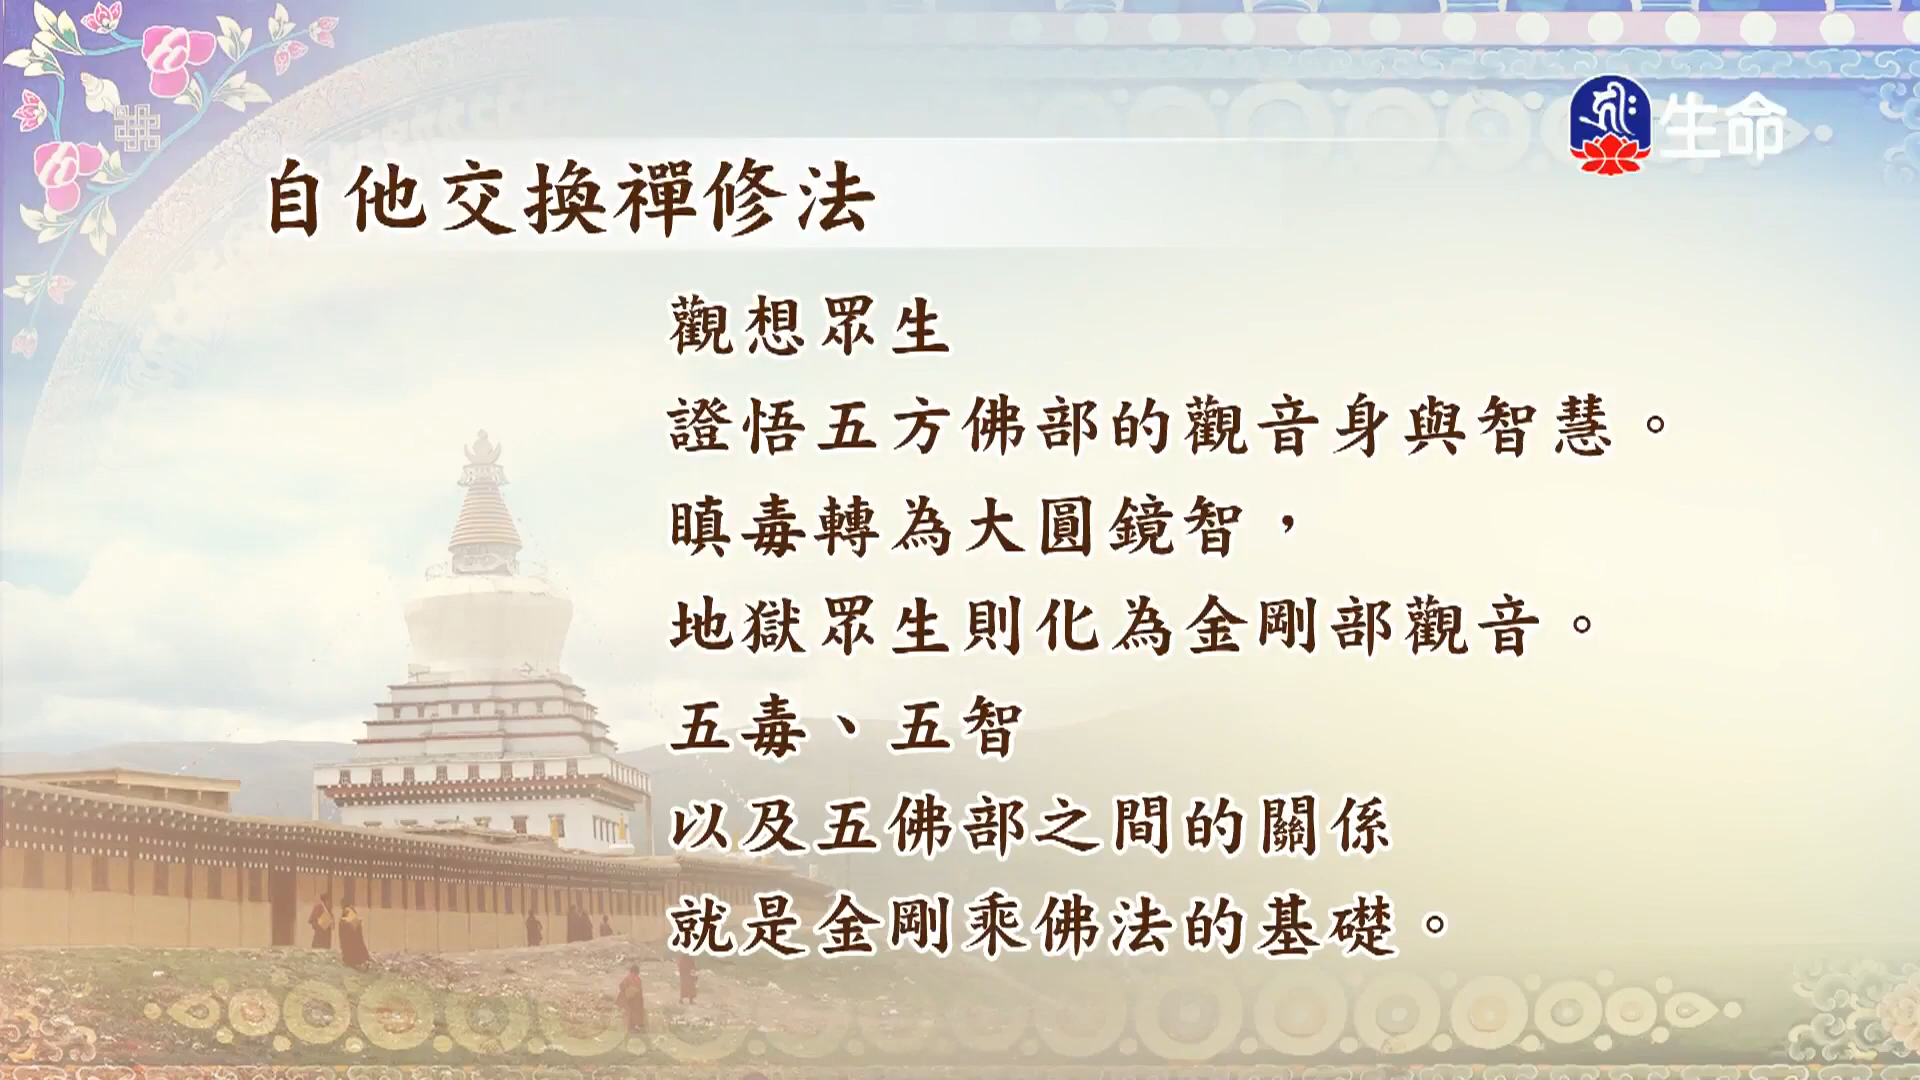 生命
自他交換禪修法
觀想眾生
證悟五方佛部的觀音身與智慧。
瞋毒轉為大圓鏡智，
地獄眾生則化為金剛部觀音。
五毒、五智
以及五佛部之間的關係
就是金剛乘佛法的基礎。